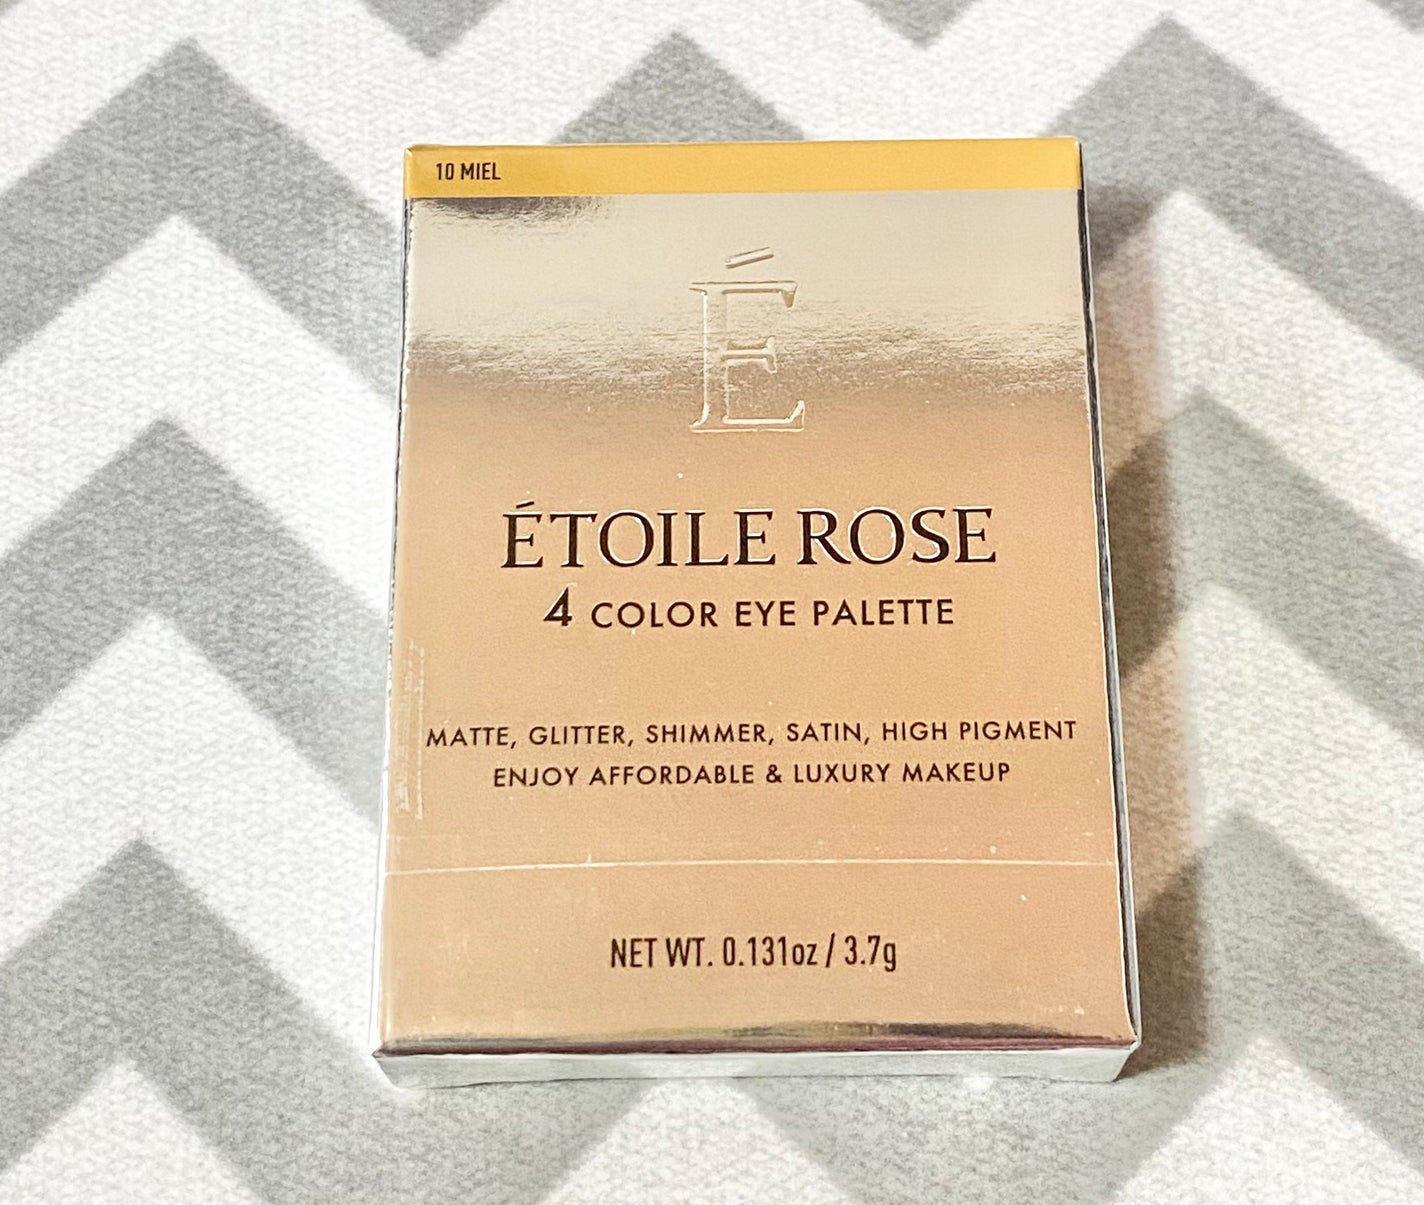 10 MIEL
É
ÉTOILE ROSE
4 COLOR EYE PALETTE
MATTE, GLITTER, SHIMMER, SATIN, HIGH PIGMENT
ENJOY AFFORDABLE & LUXURY MAKEUP
NET WT. 0.131oz / 3.7g